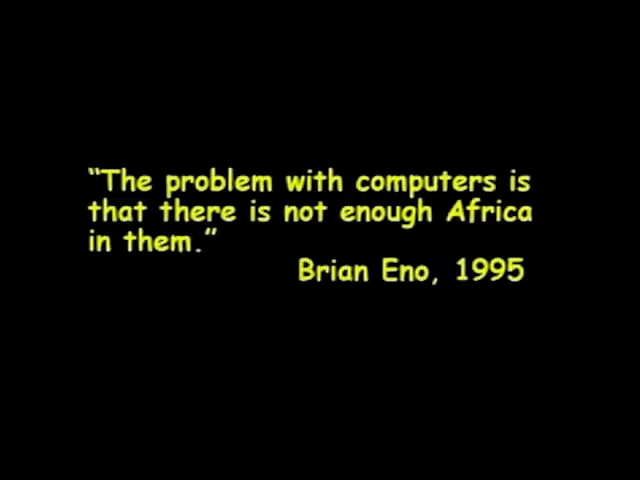 “The problem with computers is
that there is not enough Africa
in them.”
Brian Eno, 1995